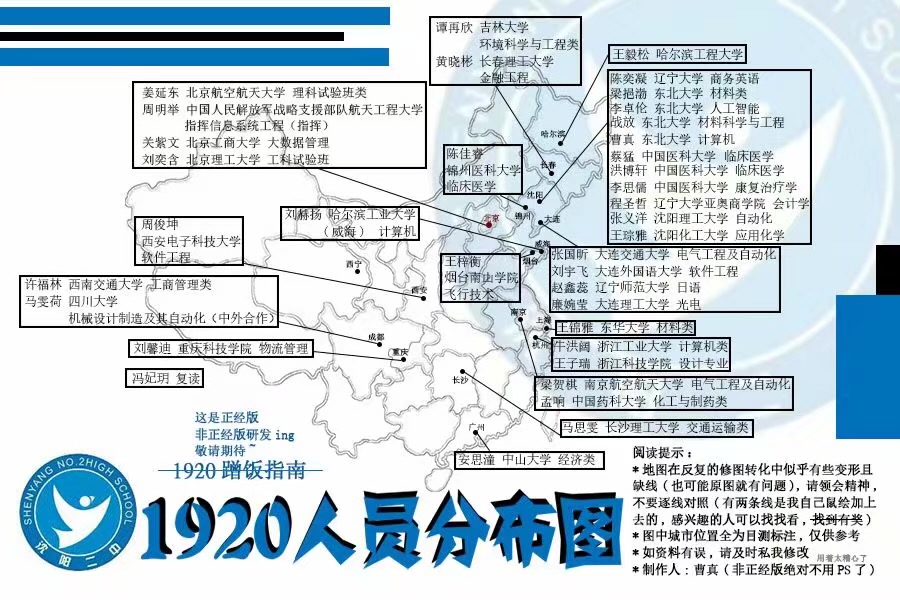 谭再欣 吉林大学
环境科学与工程类
黄晓彬 长春理工大学
金融工程
王毅松 哈尔滨工程大学
姜延东 北京航空航天大学 理科试验班类
周明举 中国人民解放军战略支援部队航天工程大学
指挥信息系统工程（指挥）
关紫文 北京工商大学 大数据管理
刘奕含 北京理工大学 工科试验班
陈奕凝 辽宁大学 商务英语
梁挹渤 东北大学 材料类
李卓伦 东北大学 人工智能
战放 东北大学 材料科学与工程
曹真 东北大学 计算机
蔡猛 中国医科大学 临床医学
洪博轩 中国医科大学 临床医学
李思儒 中国医科大学 康复治疗学
程圣哲 辽宁大学亚奥商学院 会计学
张义洋 沈阳理工大学 自动化
王琮雅 沈阳化工大学 应用化学
陈佳睿
锦州医科大学
临床医学
哈尔滨
长春
沈阳
锦州
大连
北京
刘赫扬 哈尔滨工业大学
（威海） 计算机
周俊坤
西安电子科技大学
软件工程
威海
烟台
王梓衡
烟台南山学院
飞行技术
张国昕 大连交通大学 电气工程及自动化
刘宇飞 大连外国语大学 软件工程
赵鑫蕊 辽宁师范大学 日语
廉婉莹 大连理工大学 光电
西宁
西安
许福林 西南交通大学 工商管理类
马雯荷 四川大学
机械设计制造及其自动化（中外合作）
南京
上海
杭州
王锦雅 东华大学 材料类
牛洪阔 浙江工业大学 计算机类
王子瑞 浙江科技学院 设计专业
成都
重庆
刘馨迪 重庆科技学院 物流管理
冯妃玥 复读
长沙
梁贺棋 南京航空航天大学 电气工程及自动化
孟响 中国药科大学 化工与制药类
马思雯 长沙理工大学 交通运输类
广州
安思潼 中山大学 经济类
这是正经版
非正经版研发 ing
敬请期待~
1920 蹭饭指南
1920人员分布图
SHENYANG NO.2HIGH SCHOOL
沈阳二中
阅读提示：
* 地图在反复的修图转化中似乎有些变形且
缺线（也可能原图就有问题），请领会精神，
不要逐线对照（有两条线是我自己鼠绘加上
去的，感兴趣的人可以找找看，找到有奖）
* 图中城市位置全为目测标注，仅供参考
* 如资料有误，请及时私我修改 用着太糟心了
* 制作人：曹真（非正经版绝对不用 PS 了）